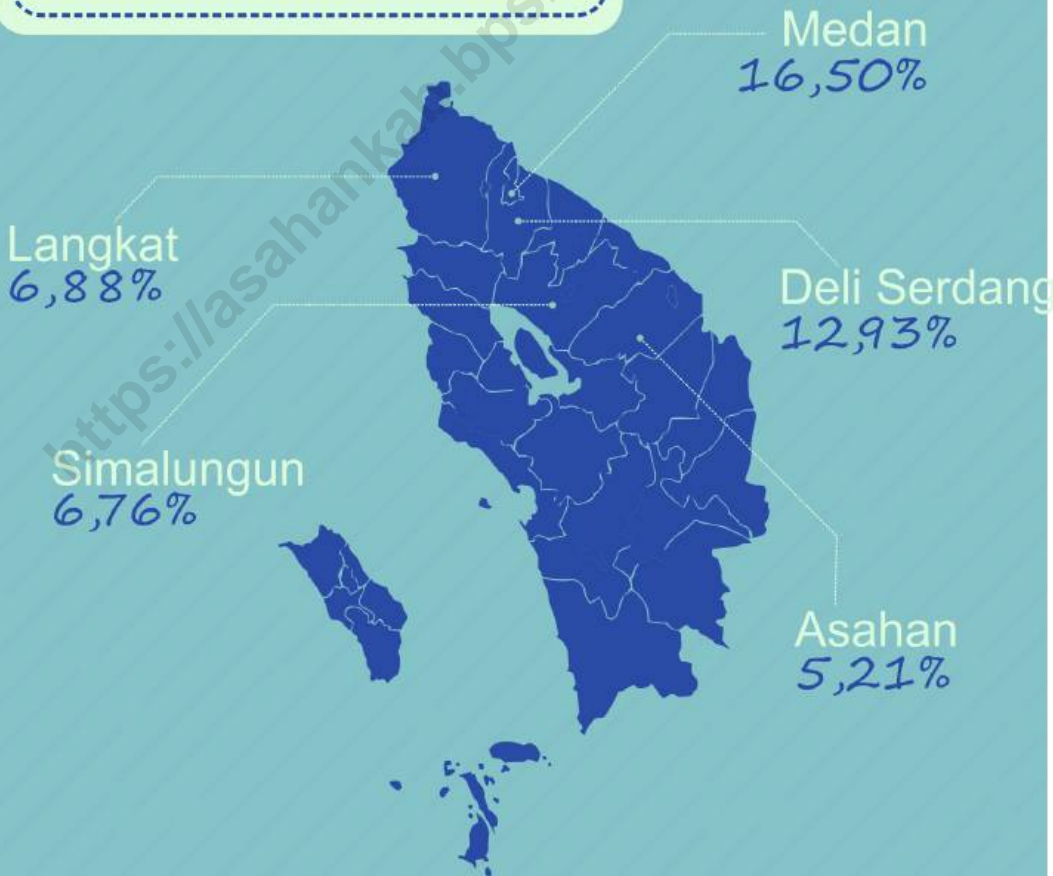 Medan
16,50%
Langkat
6,88%
Deli Serdang
12,93%
Simalungun
6,76%
Asahan
5,21%
https://asahankab.bps.